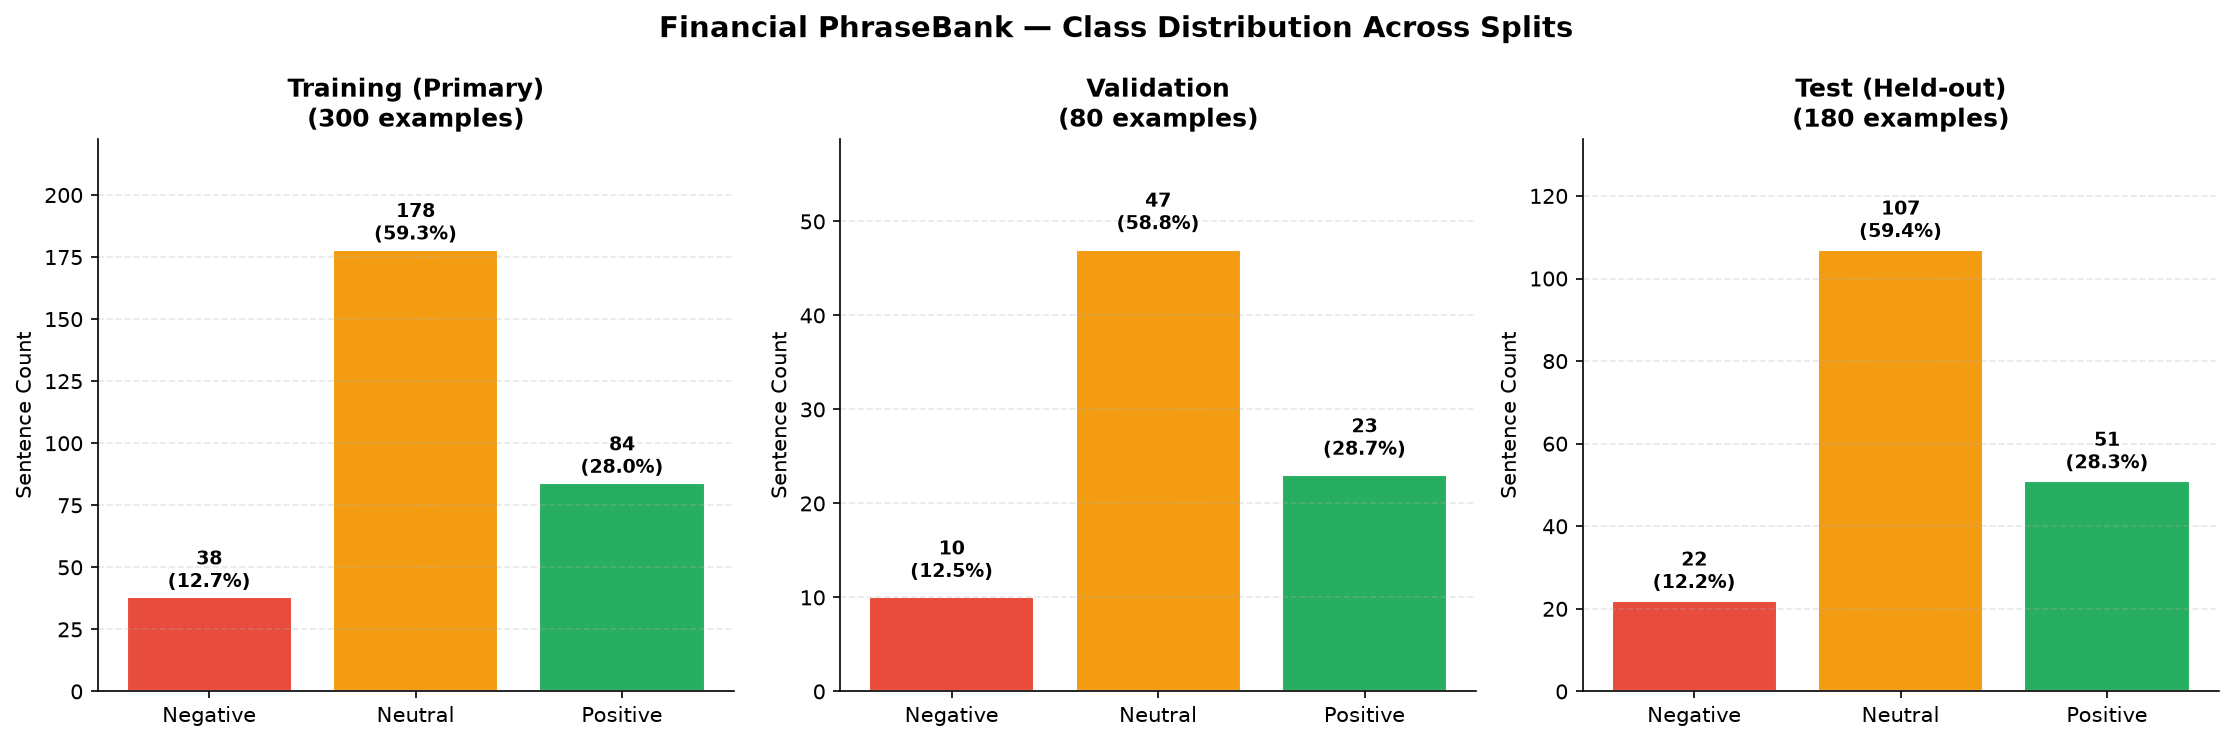 Financial PhraseBank — Class Distribution Across Splits
Training (Primary)
(300 examples)
Sentence Count
200
175
150
125
100
75
50
25
0
38
(12.7%)
178
(59.3%)
84
(28.0%)
Negative
Neutral
Positive
Validation
(80 examples)
Sentence Count
50
40
30
20
10
0
10
(12.5%)
47
(58.8%)
23
(28.7%)
Negative
Neutral
Positive
Test (Held-out)
(180 examples)
Sentence Count
120
100
80
60
40
20
0
22
(12.2%)
107
(59.4%)
51
(28.3%)
Negative
Neutral
Positive